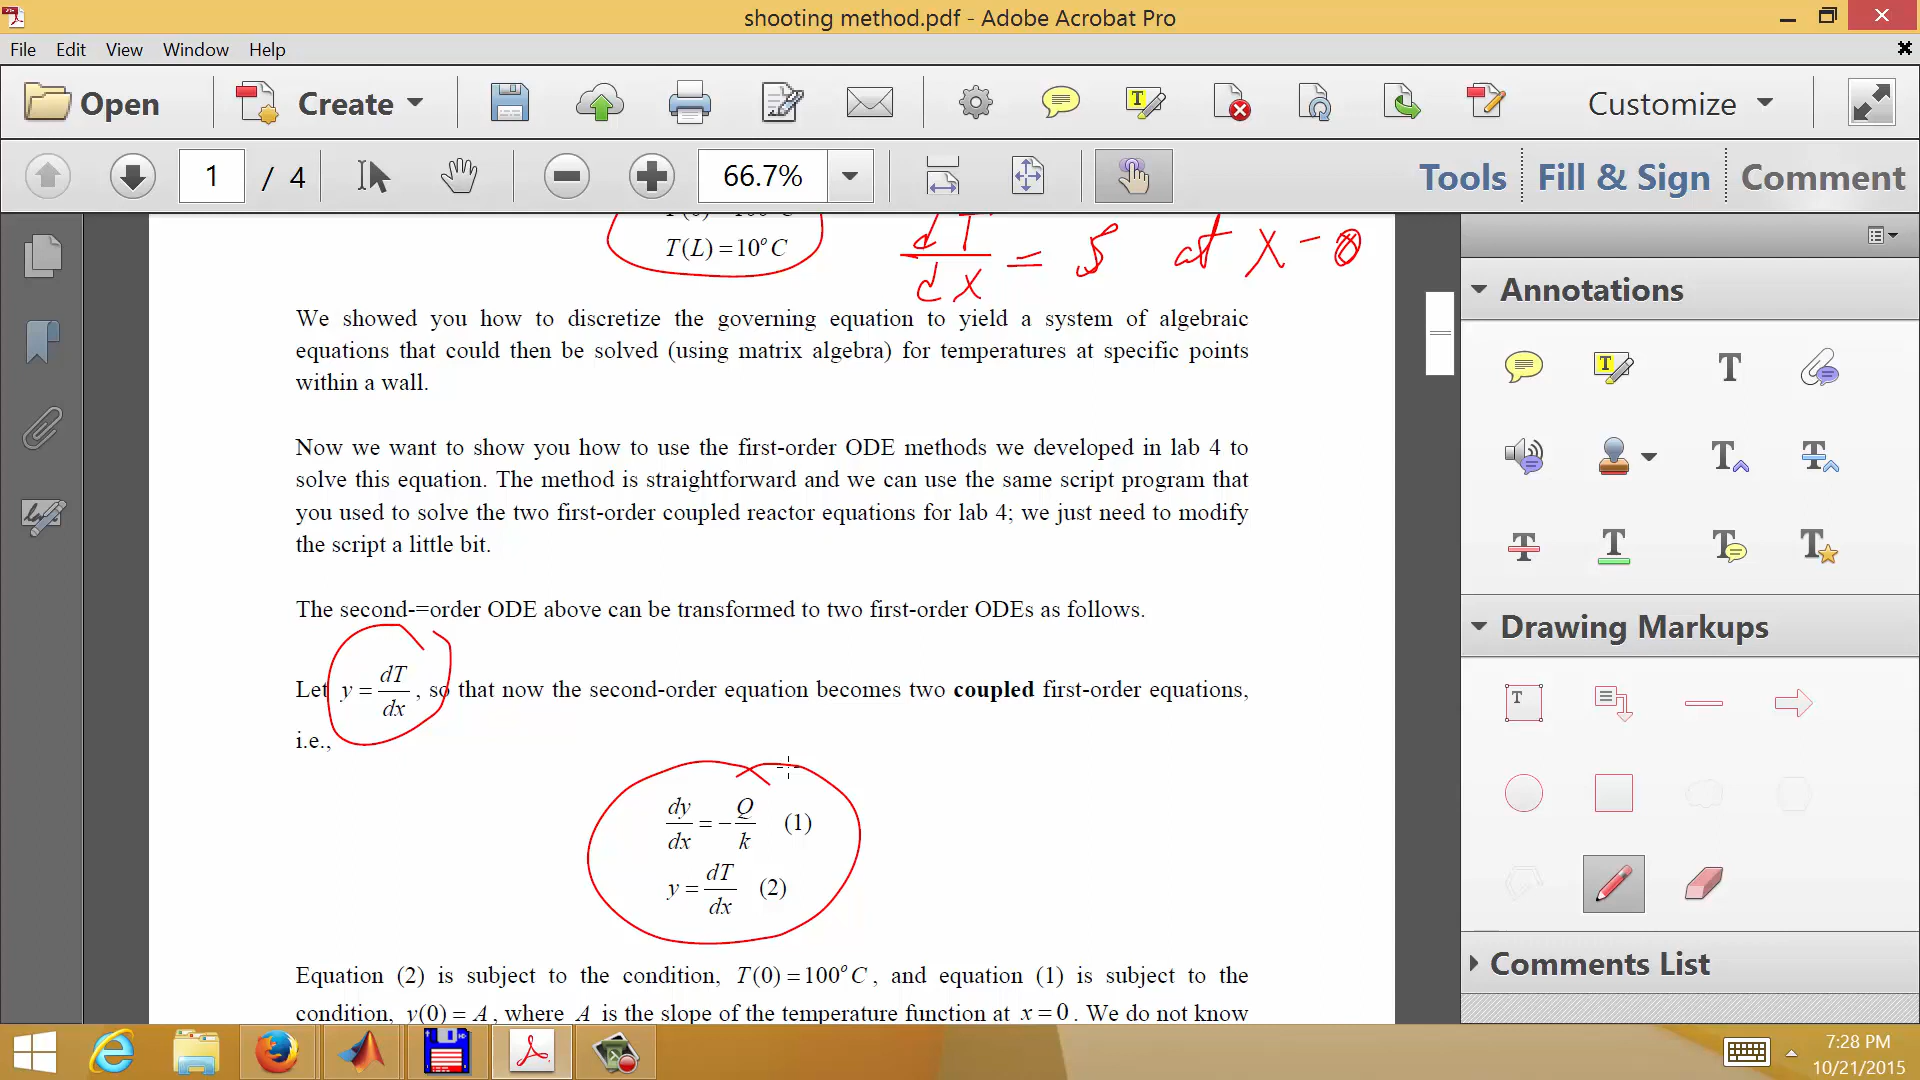 shooting method.pdf - Adobe Acrobat Pro
File Edit View Window Help
Open Create Customize
1 / 4 66.7% Tools Fill & Sign Comment
T(L) = 10°C
dT/dx = 5 at x - 0
We showed you how to discretize the governing equation to yield a system of algebraic
equations that could then be solved (using matrix algebra) for temperatures at specific points
within a wall.
Now we want to show you how to use the first-order ODE methods we developed in lab 4 to
solve this equation. The method is straightforward and we can use the same script program that
you used to solve the two first-order coupled reactor equations for lab 4; we just need to modify
the script a little bit.
The second-=order ODE above can be transformed to two first-order ODEs as follows.
Let y = dT/dx , so that now the second-order equation becomes two coupled first-order equations,
i.e.,
dy/dx = -Q/k (1)
y = dT/dx (2)
Equation (2) is subject to the condition, T(0) = 100°C , and equation (1) is subject to the
condition, y(0) = A , where A is the slope of the temperature function at x = 0 . We do not know
Annotations
Drawing Markups
Comments List
7:28 PM
10/21/2015